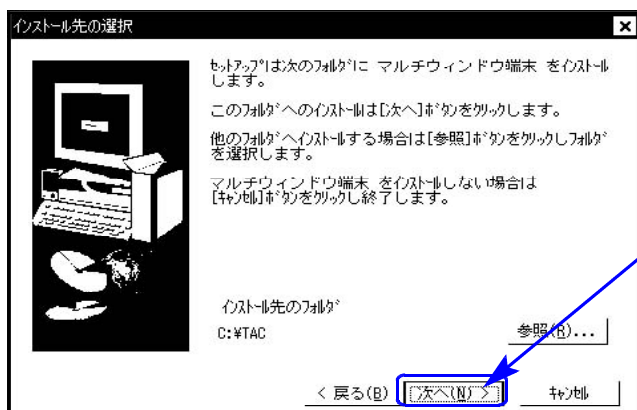 インストール先の選択
セットアップは次のフォルダに マルチウィンドウ端末 をインストール
します。
このフォルダへのインストールは[次へ]ボタンをクリックします。
他のフォルダへインストールする場合は[参照]ボタンをクリックしフォルダ
を選択します。
マルチウィンドウ端末 をインストールしない場合は
[キャンセル]ボタンをクリックし終了します。
インストール先のフォルダ
C:¥TAC
参照(R)...
< 戻る(B)
次へ(N) >
キャンセル